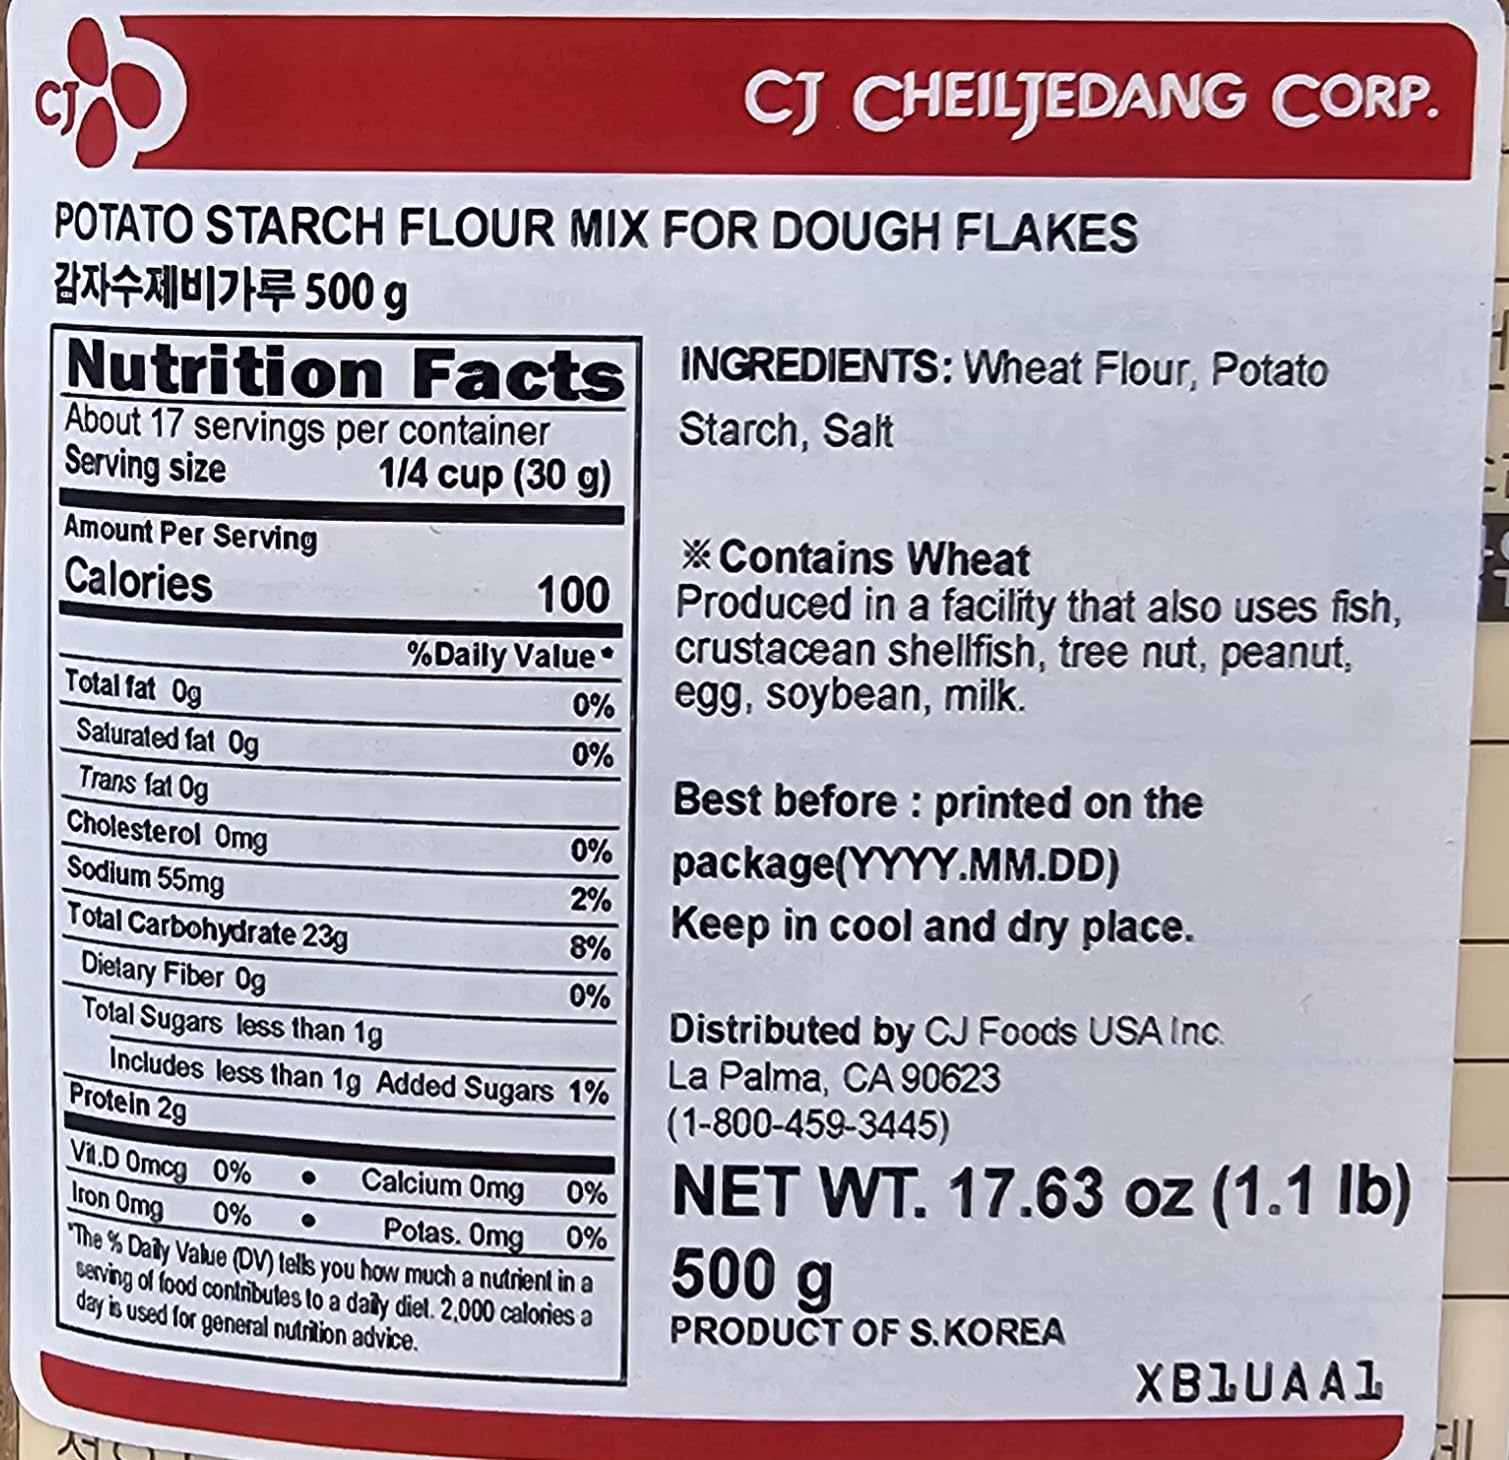 CJ
CJ CHEILJEDANG CORP.
POTATO STARCH FLOUR MIX FOR DOUGH FLAKES
감자수제비가루 500 g
Nutrition Facts
About 17 servings per container
Serving size 1/4 cup (30 g)
Amount Per Serving
Calories 100
%Daily Value*
Total fat 0g 0%
Saturated fat 0g 0%
Trans fat 0g
Cholesterol 0mg 0%
Sodium 55mg 2%
Total Carbohydrate 23g 8%
Dietary Fiber 0g 0%
Total Sugars less than 1g
Includes less than 1g Added Sugars 1%
Protein 2g
Vit.D 0mcg 0% • Calcium 0mg 0%
Iron 0mg 0% • Potas. 0mg 0%
*The % Daily Value (DV) tells you how much a nutrient in a
serving of food contributes to a daily diet. 2,000 calories a
day is used for general nutrition advice.
INGREDIENTS: Wheat Flour, Potato
Starch, Salt
※Contains Wheat
Produced in a facility that also uses fish,
crustacean shellfish, tree nut, peanut,
egg, soybean, milk.
Best before : printed on the
package(YYYY.MM.DD)
Keep in cool and dry place.
Distributed by CJ Foods USA Inc.
La Palma, CA 90623
(1-800-459-3445)
NET WT. 17.63 oz (1.1 lb)
500 g
PRODUCT OF S.KOREA
XB1UAA1